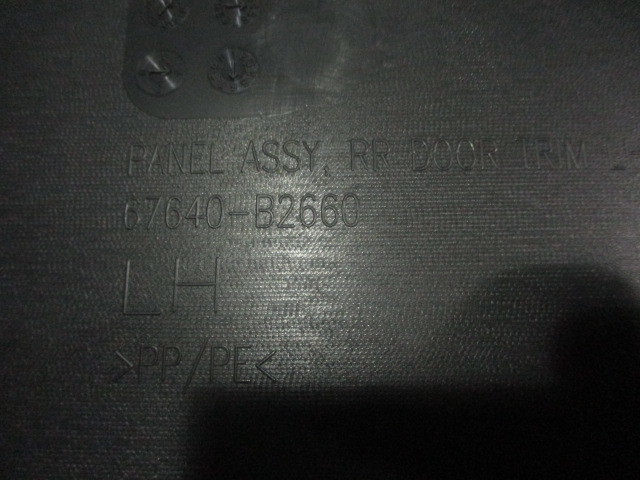 PANEL ASSY, RR DOOR TRIM L
67640-B2660
LH
>PP/PE<